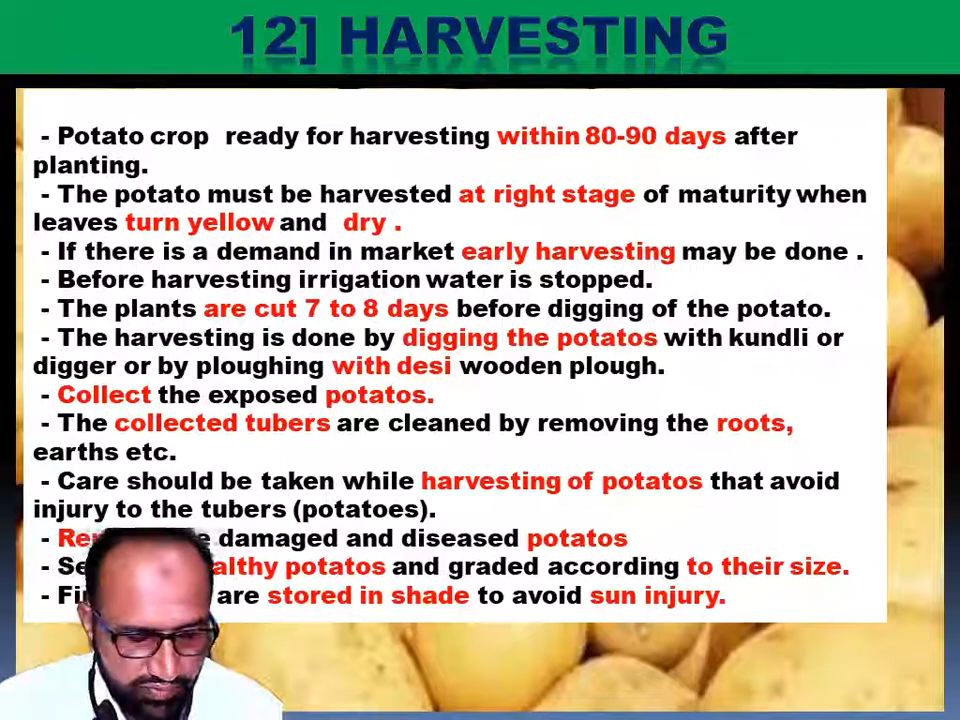 12] HARVESTING
- Potato crop ready for harvesting within 80-90 days after
planting.
- The potato must be harvested at right stage of maturity when
leaves turn yellow and dry .
- If there is a demand in market early harvesting may be done .
- Before harvesting irrigation water is stopped.
- The plants are cut 7 to 8 days before digging of the potato.
- The harvesting is done by digging the potatos with kundli or
digger or by ploughing with desi wooden plough.
- Collect the exposed potatos.
- The collected tubers are cleaned by removing the roots,
earths etc.
- Care should be taken while harvesting of potatos that avoid
injury to the tubers (potatoes).
- damaged and diseased potatos
- potatos and graded according to their size.
- are stored in shade to avoid sun injury.